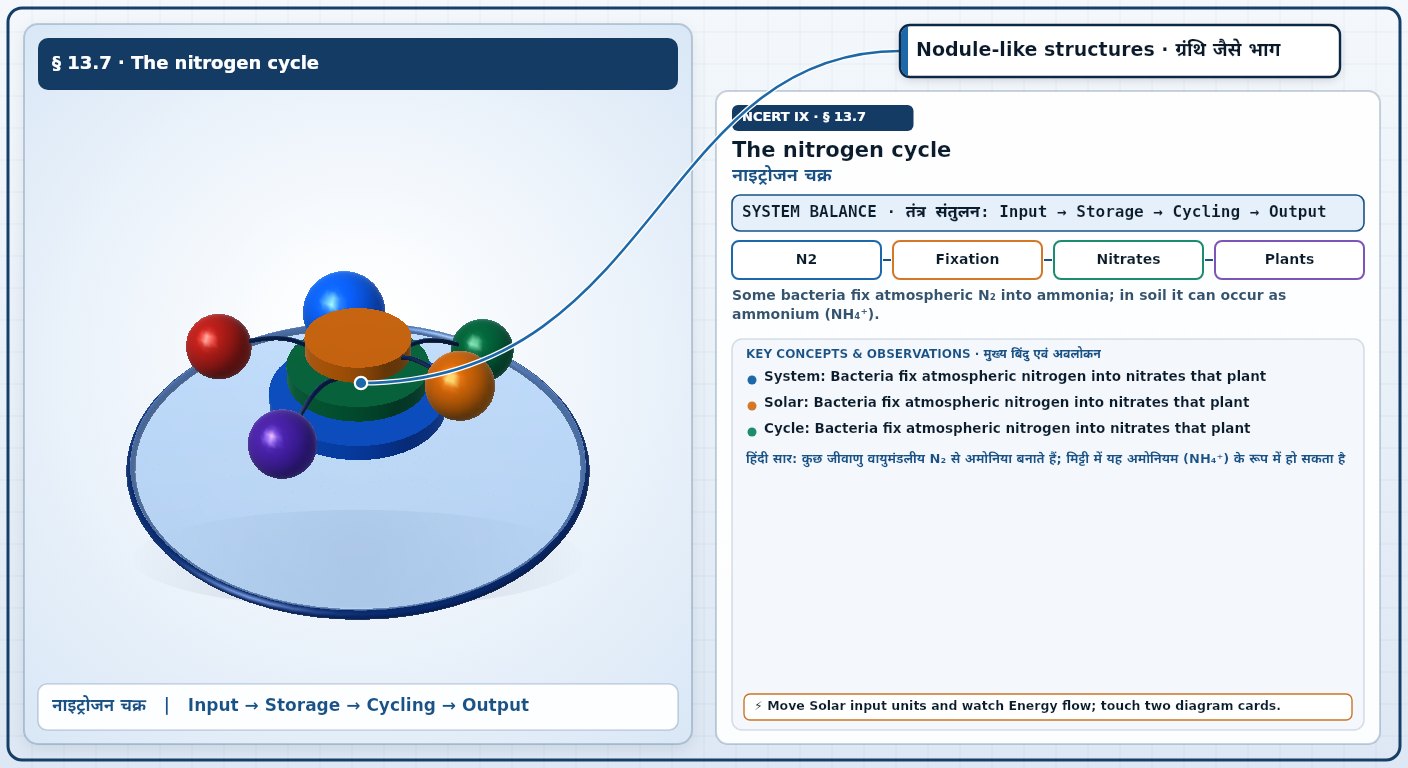 § 13.7 · The nitrogen cycle
नाइट्रोजन चक्र | Input → Storage → Cycling → Output
Nodule-like structures · ग्रंथि जैसे भाग
NCERT IX · § 13.7
The nitrogen cycle
नाइट्रोजन चक्र
SYSTEM BALANCE · तंत्र संतुलन: Input → Storage → Cycling → Output
N2
Fixation
Nitrates
Plants
Some bacteria fix atmospheric N₂ into ammonia; in soil it can occur as
ammonium (NH₄⁺).
KEY CONCEPTS & OBSERVATIONS · मुख्य बिंदु एवं अवलोकन
System: Bacteria fix atmospheric nitrogen into nitrates that plant
Solar: Bacteria fix atmospheric nitrogen into nitrates that plant
Cycle: Bacteria fix atmospheric nitrogen into nitrates that plant
हिंदी सार: कुछ जीवाणु वायुमंडलीय N₂ से अमोनिया बनाते हैं; मिट्टी में यह अमोनियम (NH₄⁺) के रूप में हो सकता है
⚡ Move Solar input units and watch Energy flow; touch two diagram cards.